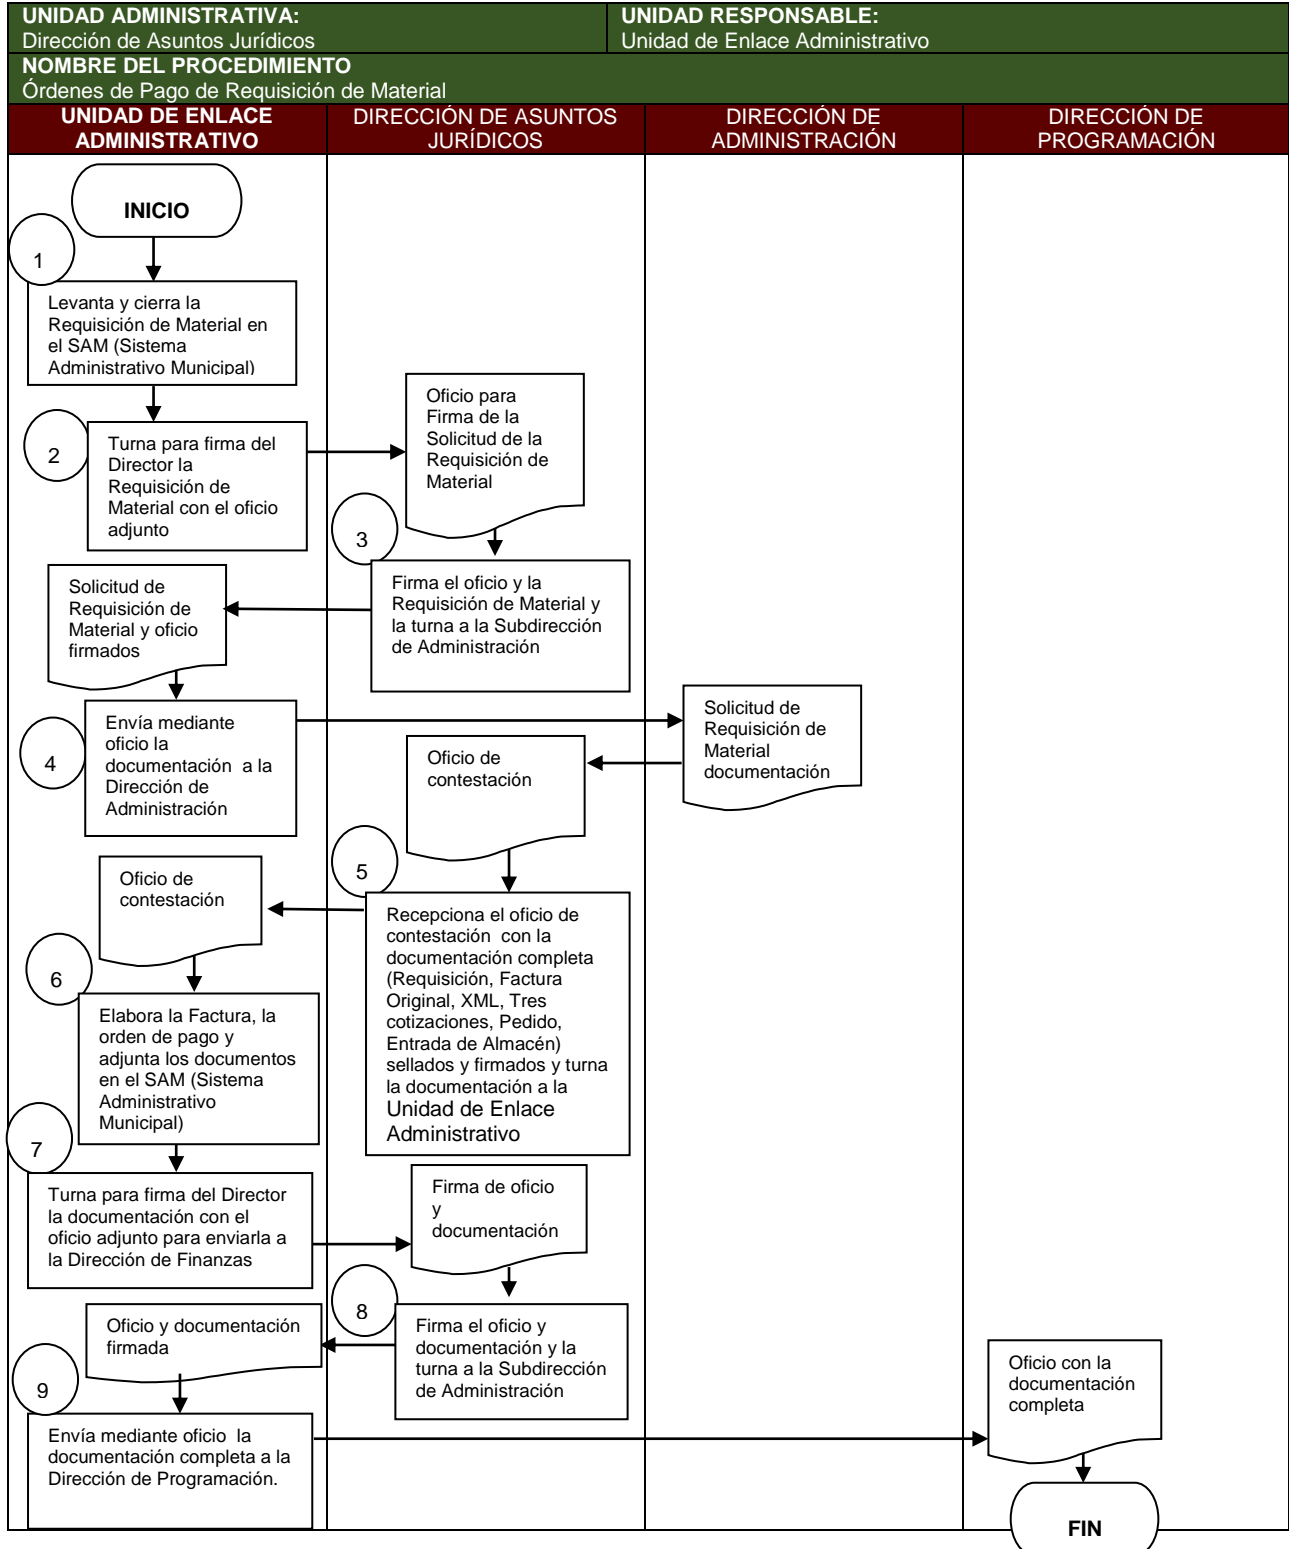 UNIDAD ADMINISTRATIVA:
Dirección de Asuntos Jurídicos
UNIDAD RESPONSABLE:
Unidad de Enlace Administrativo
NOMBRE DEL PROCEDIMIENTO
Órdenes de Pago de Requisición de Material
UNIDAD DE ENLACE
ADMINISTRATIVO
DIRECCIÓN DE ASUNTOS
JURÍDICOS
DIRECCIÓN DE
ADMINISTRACIÓN
DIRECCIÓN DE
PROGRAMACIÓN
INICIO
1
Levanta y cierra la
Requisición de Material en
el SAM (Sistema
Administrativo Municipal)
2
Turna para firma del
Director la
Requisición de
Material con el oficio
adjunto
Oficio para
Firma de la
Solicitud de la
Requisición de
Material
3
Firma el oficio y la
Requisición de Material y
la turna a la Subdirección
de Administración
Solicitud de
Requisición de
Material y oficio
firmados
4
Envía mediante
oficio la
documentación a la
Dirección de
Administración
Solicitud de
Requisición de
Material
documentación
Oficio de
contestación
5
Recepciona el oficio de
contestación con la
documentación completa
(Requisición, Factura
Original, XML, Tres
cotizaciones, Pedido,
Entrada de Almacén)
sellados y firmados y turna
la documentación a la
Unidad de Enlace
Administrativo
Oficio de
contestación
6
Elabora la Factura, la
orden de pago y
adjunta los documentos
en el SAM (Sistema
Administrativo
Municipal)
7
Turna para firma del Director
la documentación con el
oficio adjunto para enviarla a
la Dirección de Finanzas
Firma de oficio
y
documentación
8
Firma el oficio y
documentación y la
turna a la Subdirección
de Administración
Oficio y documentación
firmada
9
Envía mediante oficio la
documentación completa a la
Dirección de Programación.
Oficio con la
documentación
completa
FIN